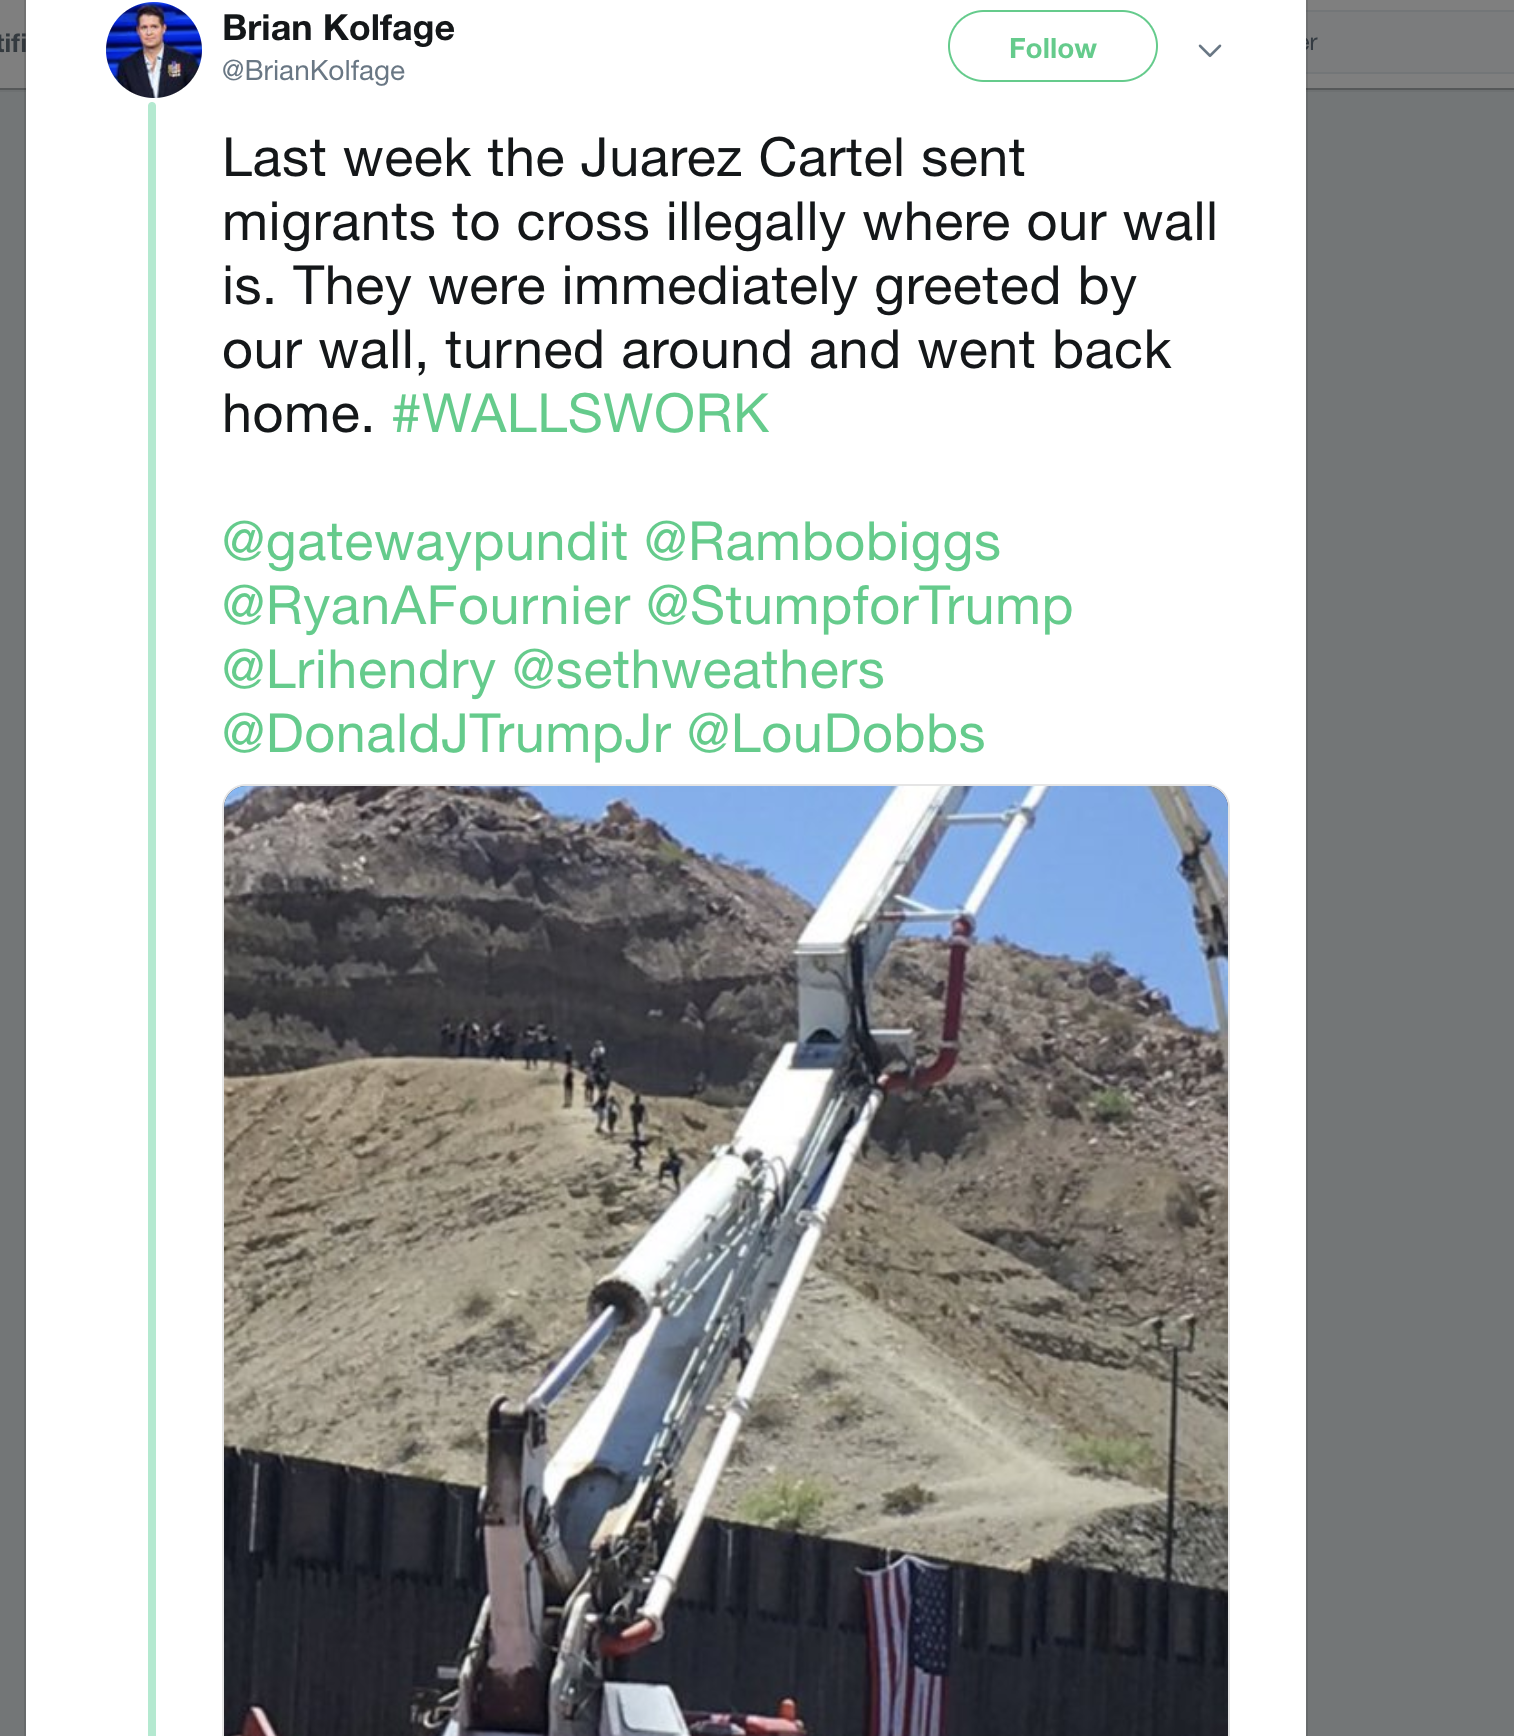 tifi
Brian Kolfage
@BrianKolfage
Follow
er
Last week the Juarez Cartel sent
migrants to cross illegally where our wall
is. They were immediately greeted by
our wall, turned around and went back
home. #WALLSWORK
@gatewaypundit @Rambobiggs
@RyanAFournier @StumpforTrump
@Lrihendry @sethweathers
@DonaldJTrumpJr @LouDobbs